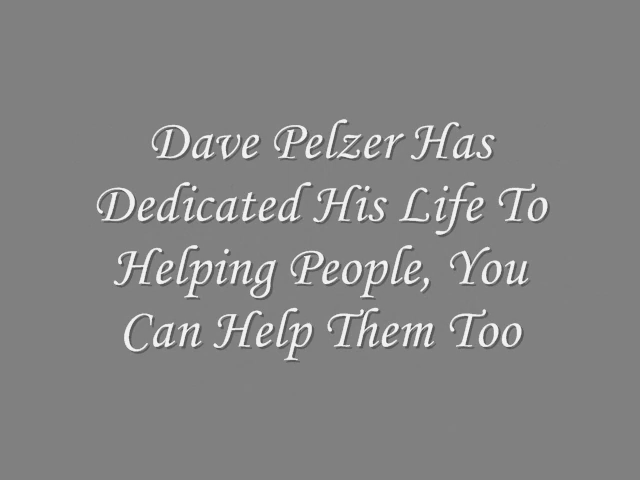 Dave Pelzer Has
Dedicated His Life To
Helping People, You
Can Help Them Too